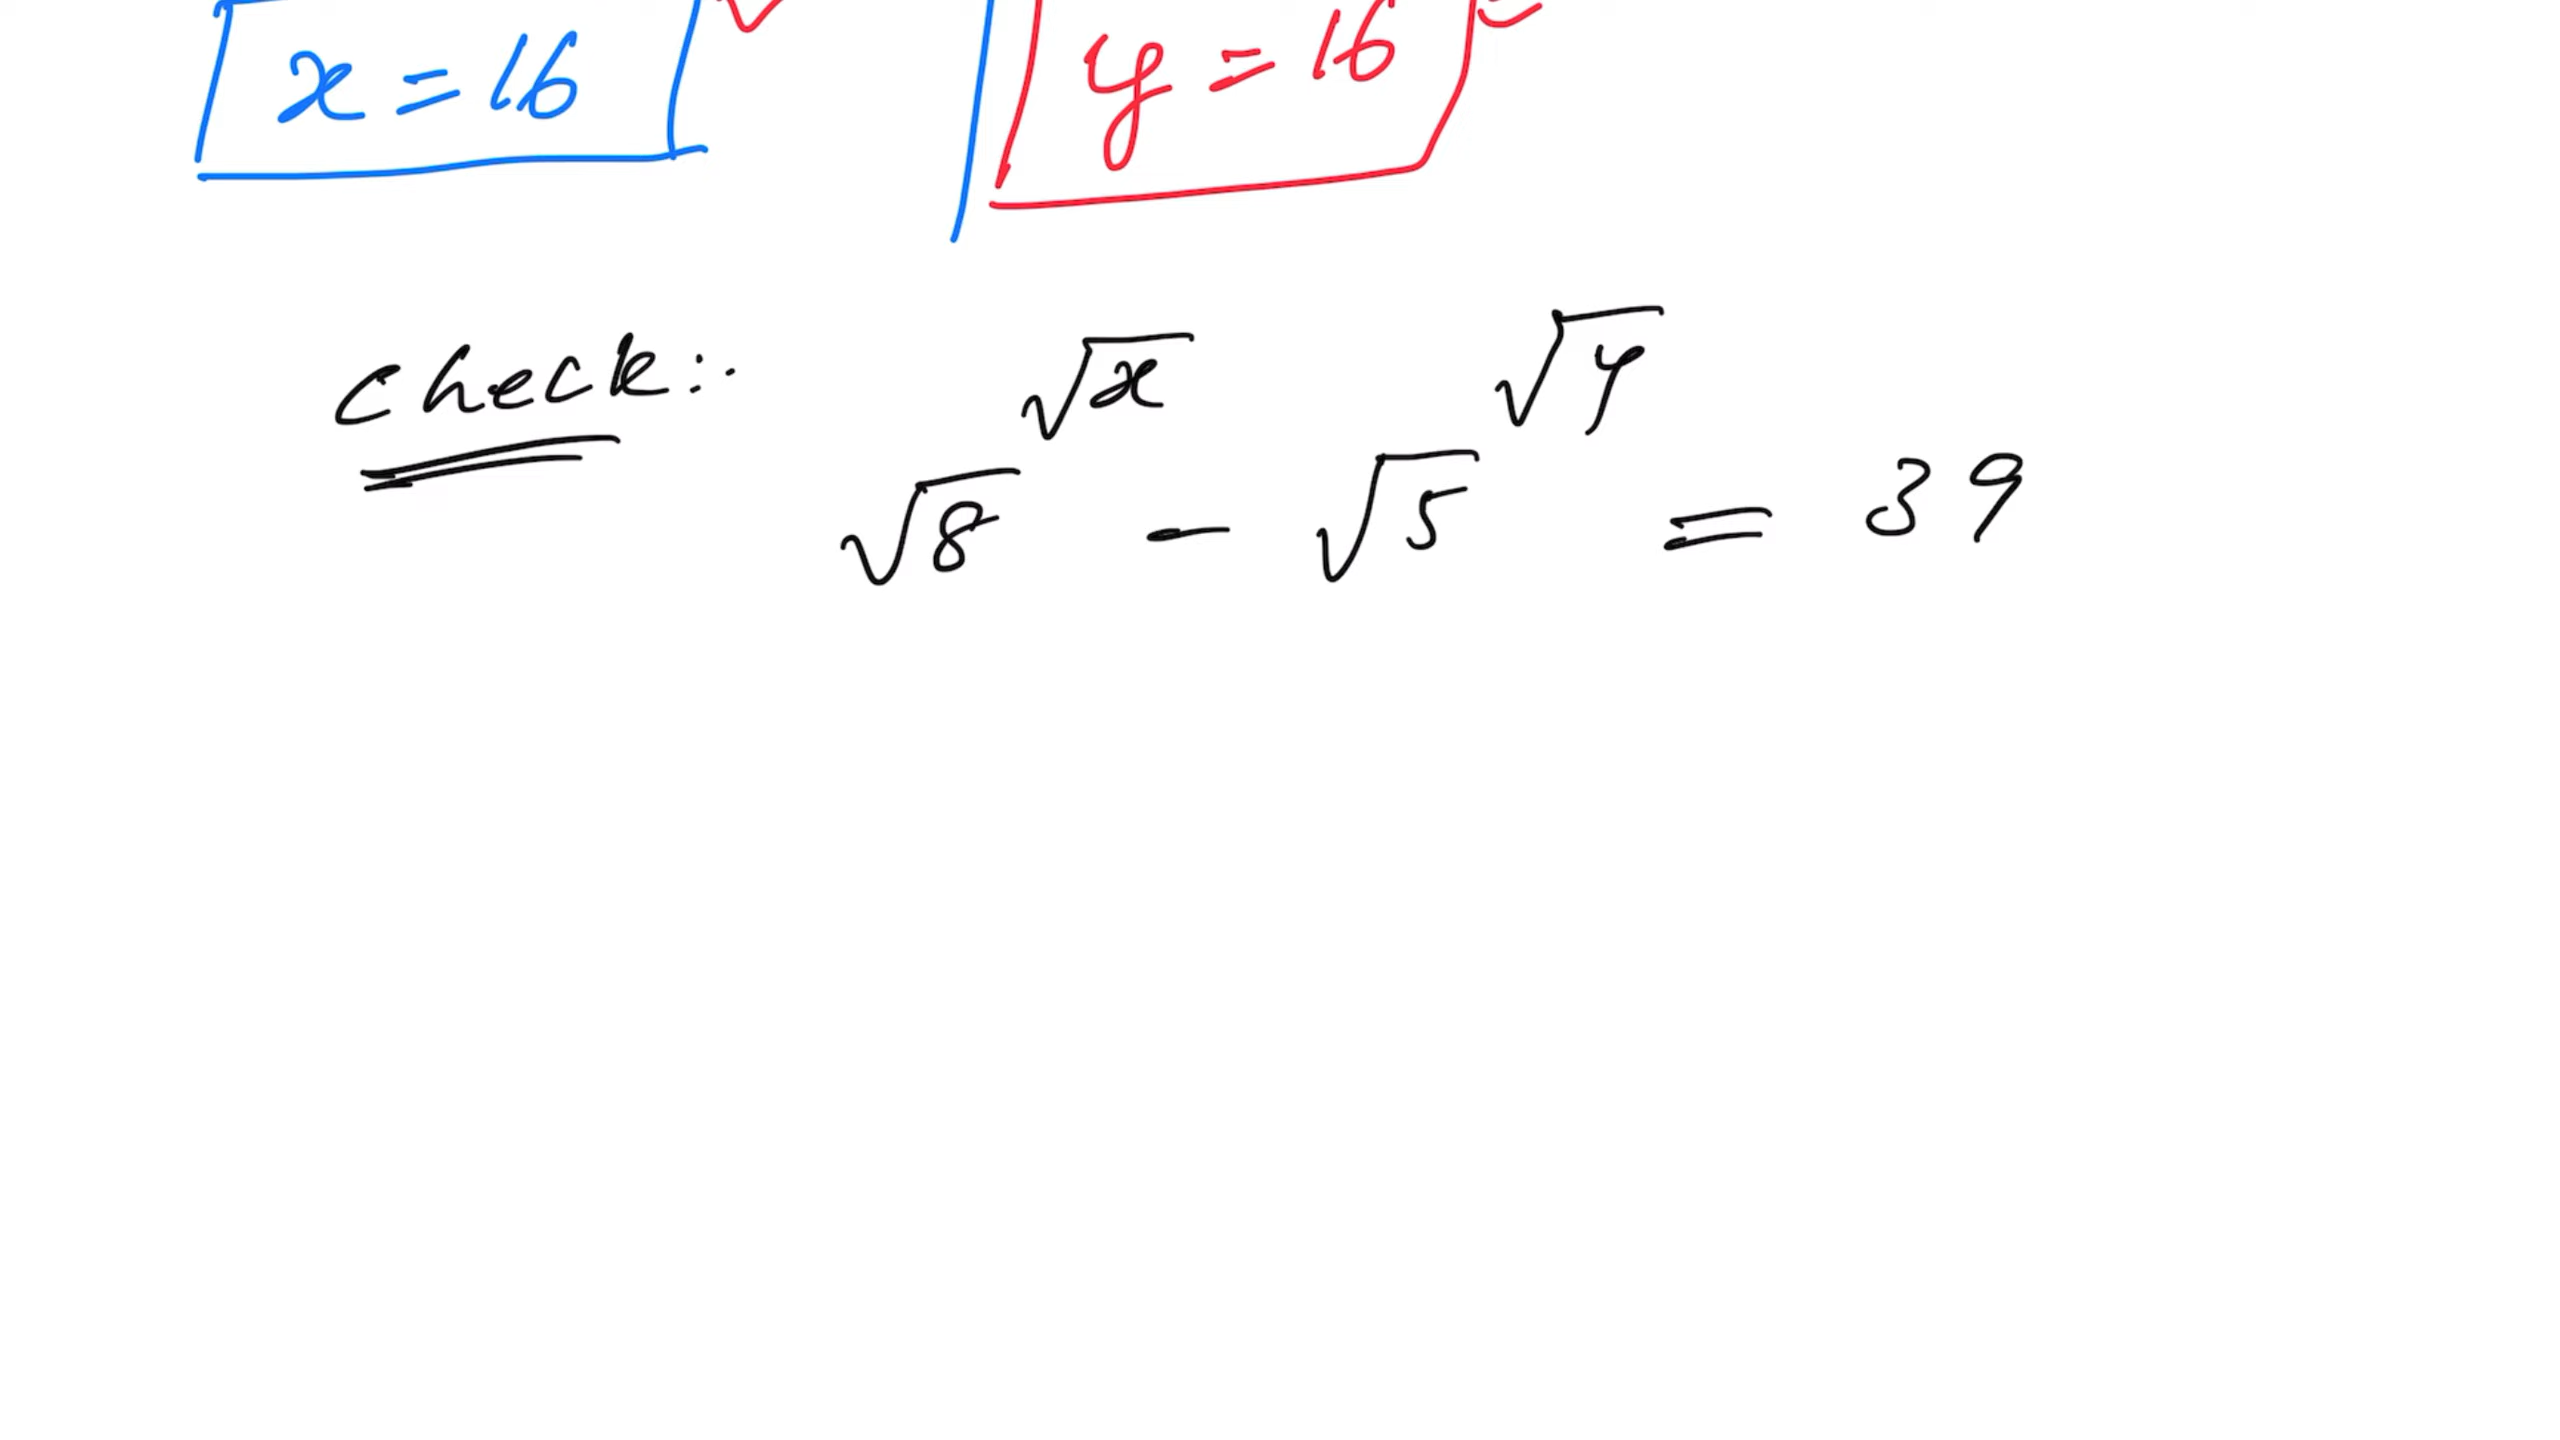 x = 16 y = 16
check:-
√8^√x - √5^√y = 39